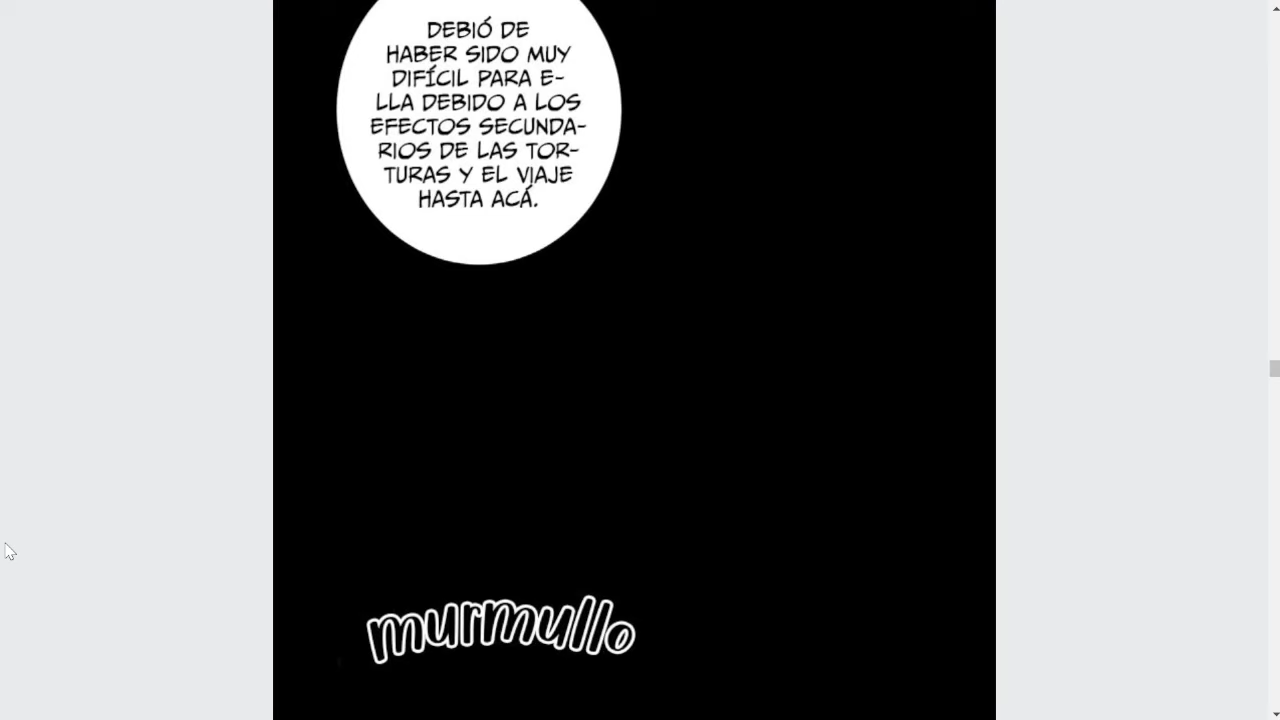 DEBIÓ DE
HABER SIDO MUY
DIFÍCIL PARA E-
LLA DEBIDO A LOS
EFECTOS SECUNDA-
RIOS DE LAS TOR-
TURAS Y EL VIAJE
HASTA ACÁ.
murmullo